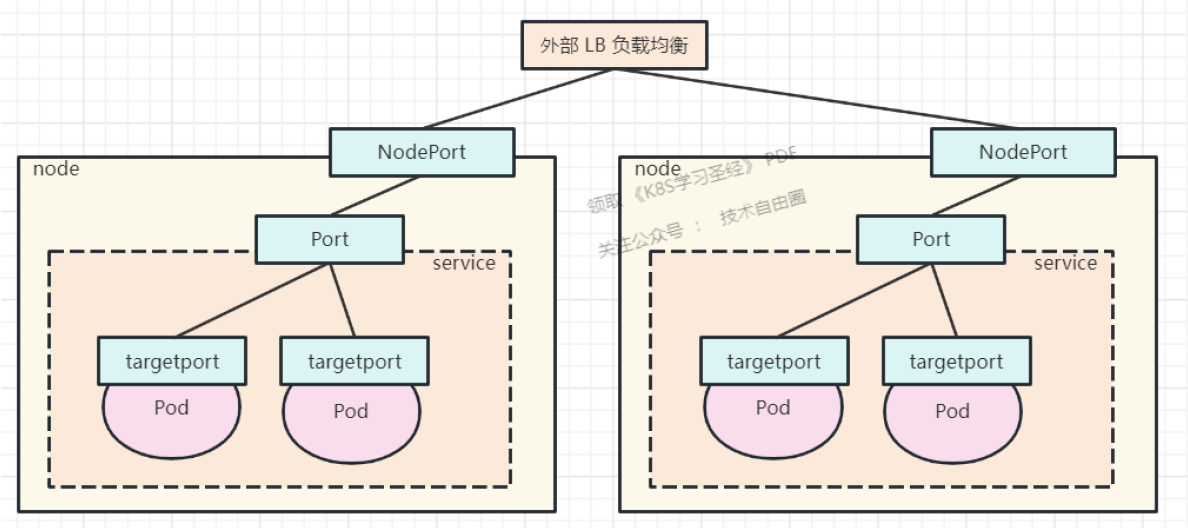 外部 LB 负载均衡
NodePort
node
Port
service
targetport
targetport
Pod
Pod
NodePort
node
Port
service
targetport
targetport
Pod
Pod
领取 《K8S学习圣经》 PDF
关注公众号 ： 技术自由圈